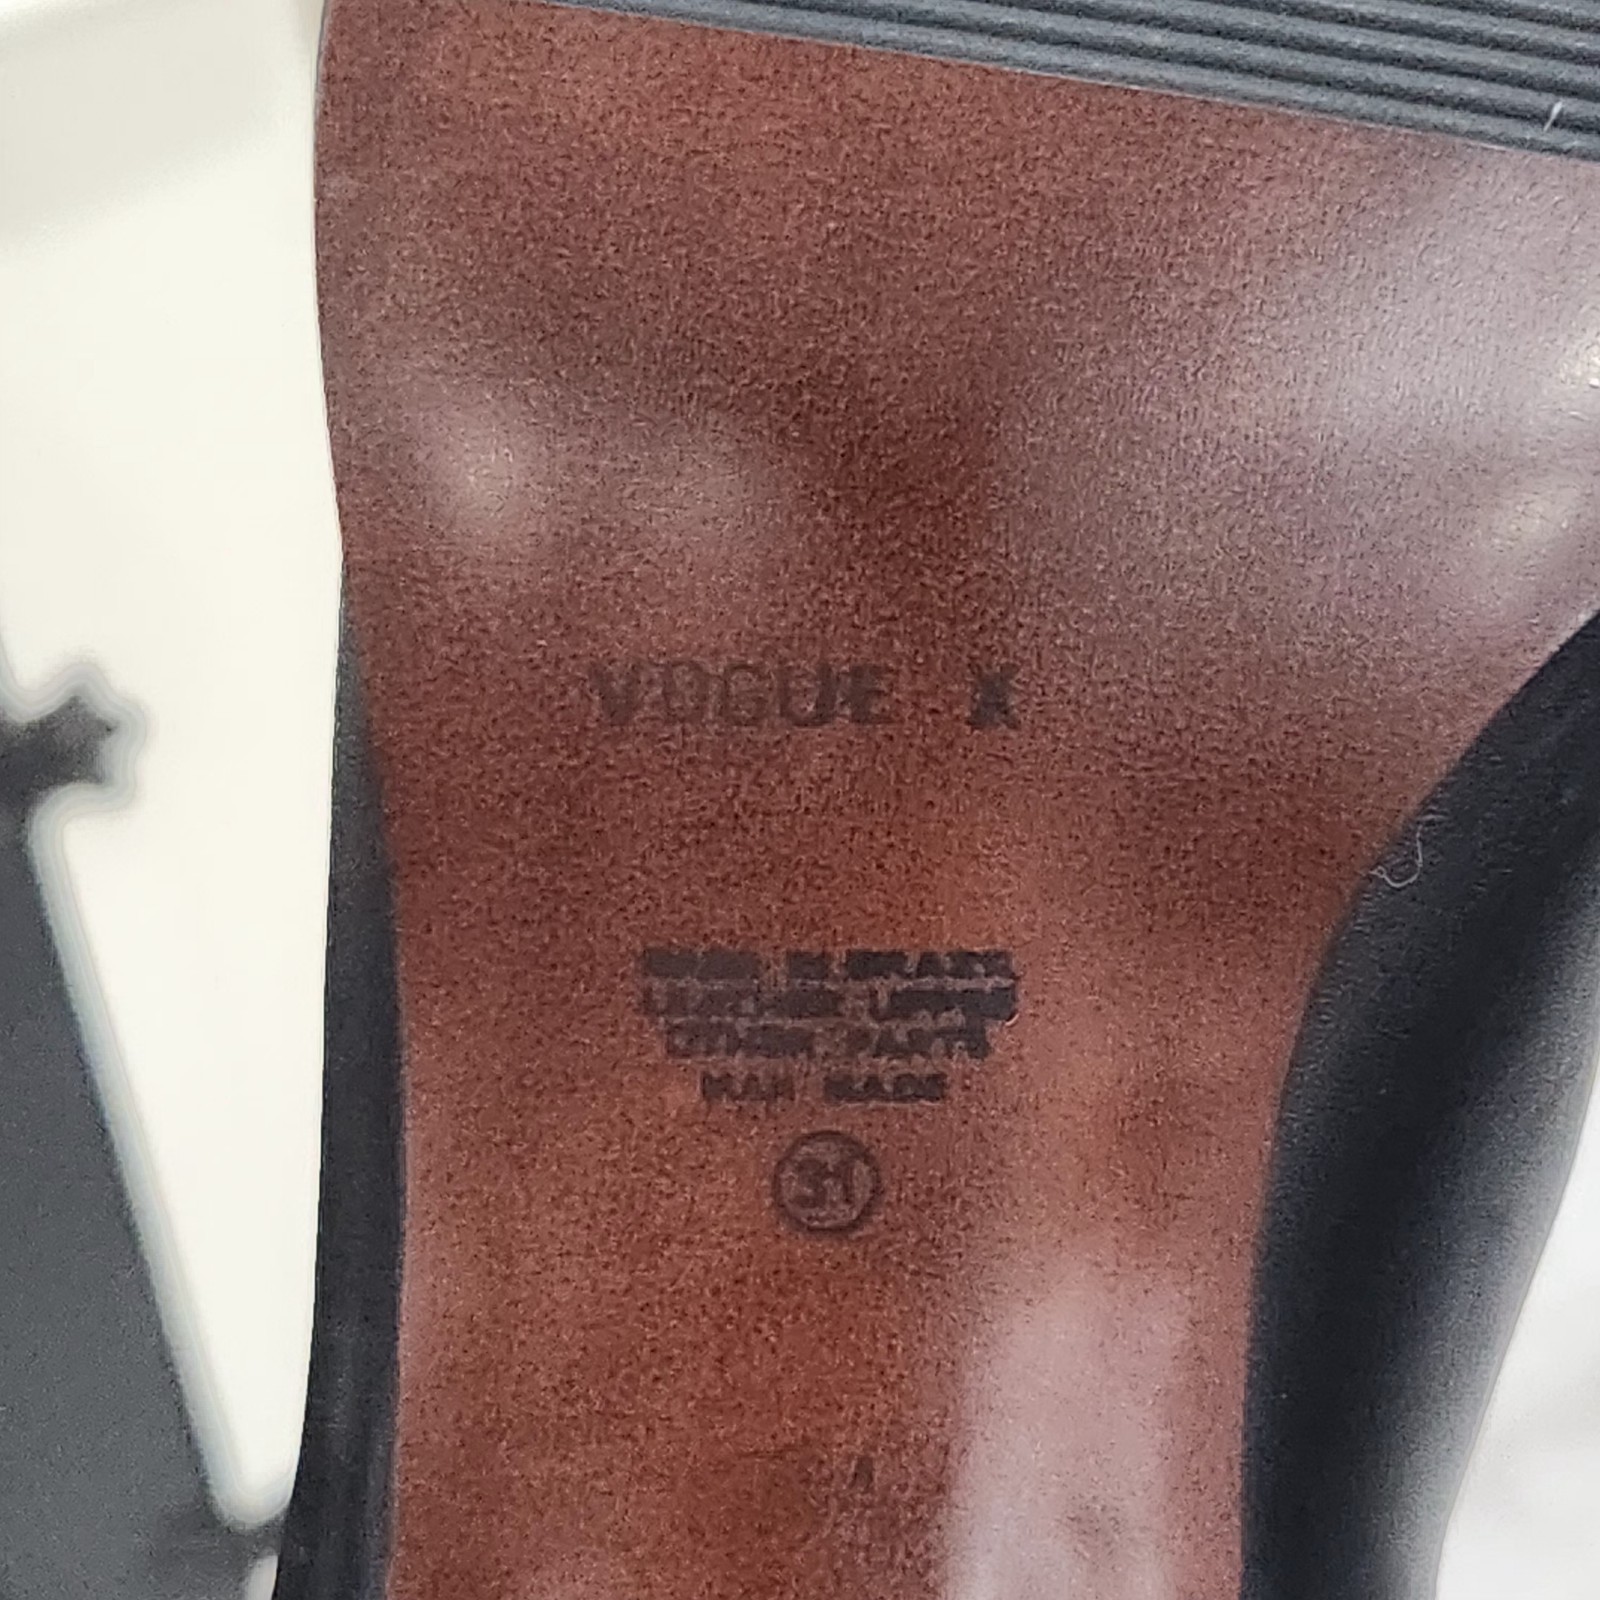 VOGUE X
MADE IN BRAZIL
LEATHER UPPER
OTHER PARTS
MAN MADE
31